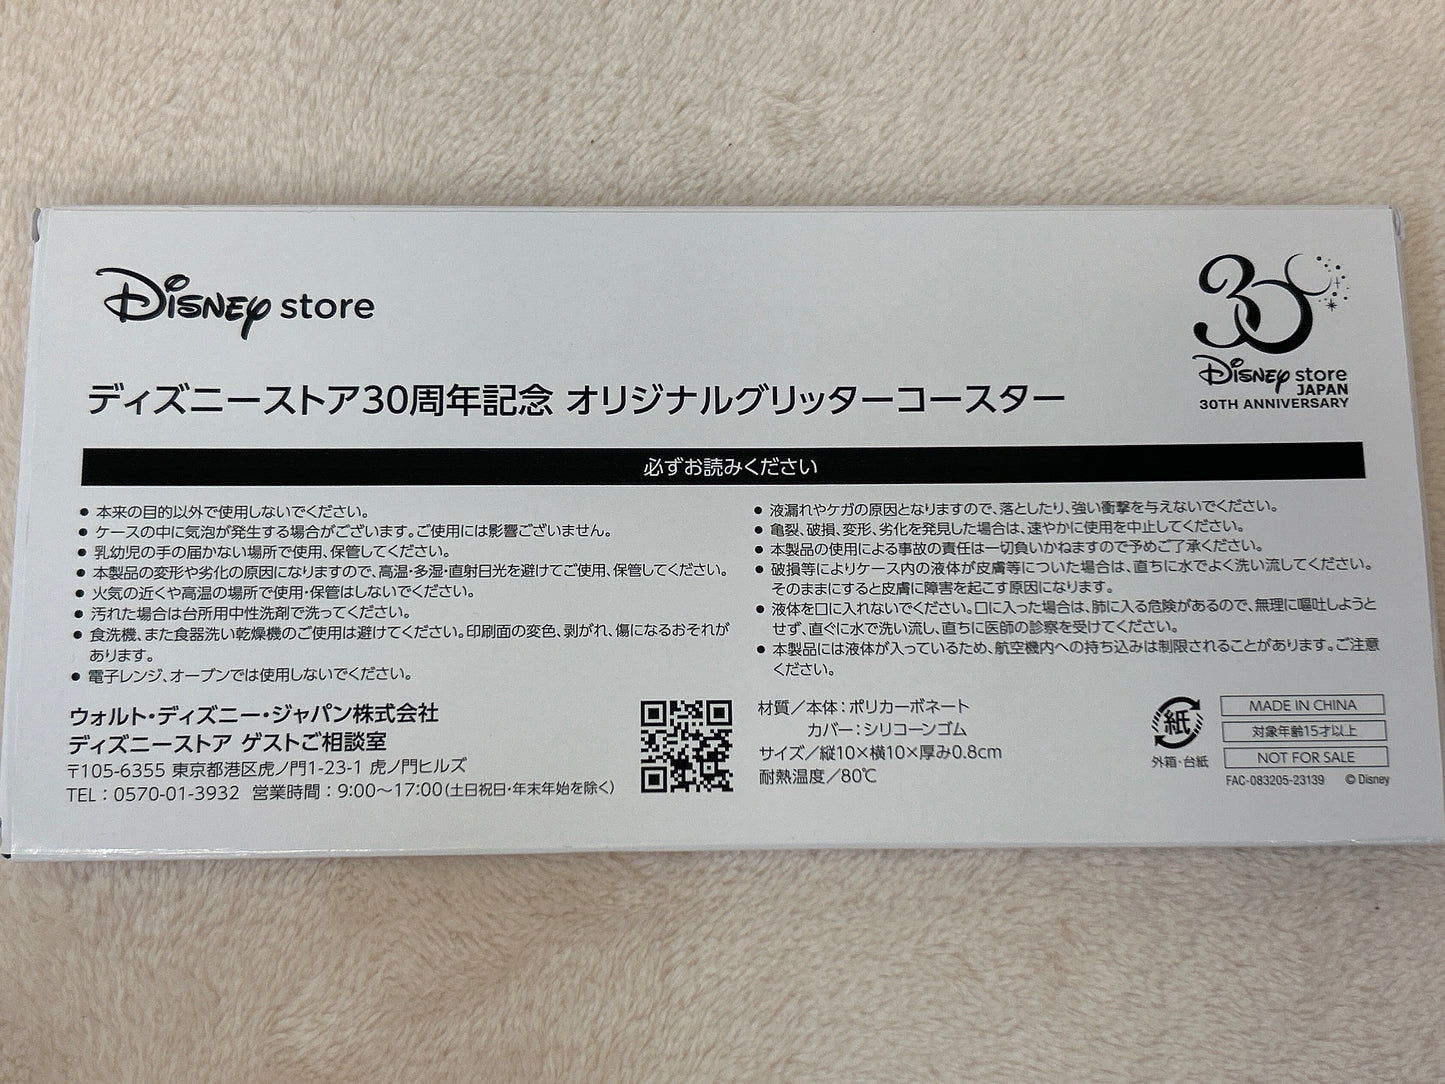 Disney store
30
Disney store
JAPAN
30TH ANNIVERSARY
ディズニーストア30周年記念 オリジナルグリッターコースター
必ずお読みください
● 本来の目的以外で使用しないでください。
● ケースの中に気泡が発生する場合がございます。ご使用には影響ございません。
● 乳幼児の手の届かない場所で使用、保管してください。
● 本製品の変形や劣化の原因になりますので、高温・多湿・直射日光を避けてご使用、保管してください。
● 火気の近くや高温の場所で使用・保管はしないでください。
● 汚れた場合は台所用中性洗剤で洗ってください。
● 食洗機、また食器洗い乾燥機のご使用は避けてください。印刷面の変色、剥がれ、傷になるおそれが
あります。
● 電子レンジ、オーブンでは使用しないでください。
● 液漏れやケガの原因となりますので、落としたり、強い衝撃を与えないでください。
● 亀裂、破損、変形、劣化を発見した場合は、速やかに使用を中止してください。
● 本製品の使用による事故の責任は一切負いかねますので予めご了承ください。
● 破損等によりケース内の液体が皮膚等についた場合は、直ちに水でよく洗い流してください。
そのままにすると皮膚に障害を起こす原因になります。
● 液体を口に入れないでください。口に入った場合は、肺に入る危険があるので、無理に嘔吐しようと
せず、直ぐに水で洗い流し、直ちに医師の診察を受けてください。
● 本製品には液体が入っているため、航空機内への持ち込みは制限されることがあります。ご注意
ください。
ウォルト・ディズニー・ジャパン株式会社
ディズニーストア ゲストご相談室
〒105-6355 東京都港区虎ノ門1-23-1 虎ノ門ヒルズ
TEL：0570-01-3932 営業時間：9:00〜17:00(土日祝日・年末年始を除く)
材質／本体：ポリカーボネート
カバー：シリコーンゴム
サイズ／縦10×横10×厚み0.8cm
耐熱温度／80℃
紙
外箱・台紙
MADE IN CHINA
対象年齢15才以上
NOT FOR SALE
FAC-083205-23139 © Disney